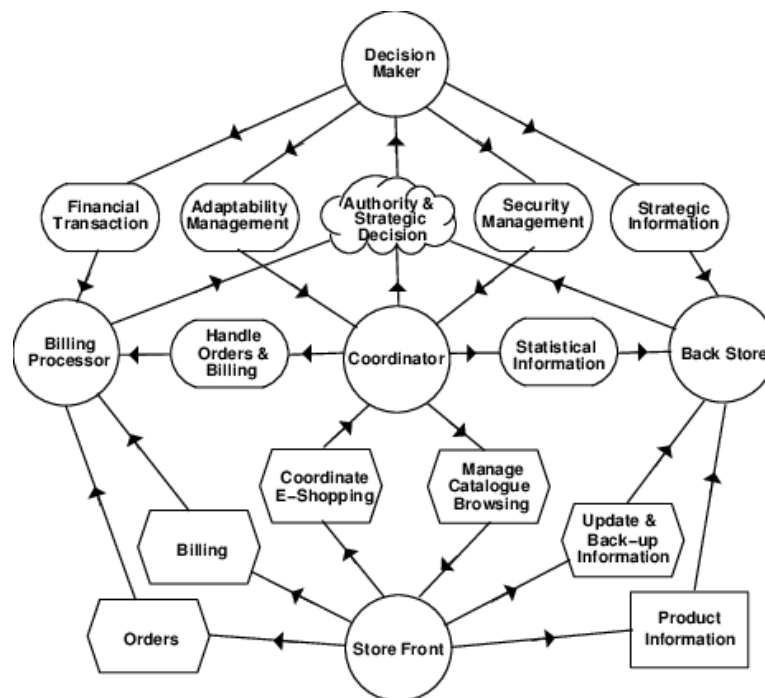 Decision
Maker
Financial
Transaction
Adaptability
Management
Authority &
Strategic
Decision
Security
Management
Strategic
Information
Billing
Processor
Handle
Orders &
Billing
Coordinator
Statistical
Information
Back Store
Coordinate
E-Shopping
Manage
Catalogue
Browsing
Billing
Update &
Back-up
Information
Orders
Store Front
Product
Information